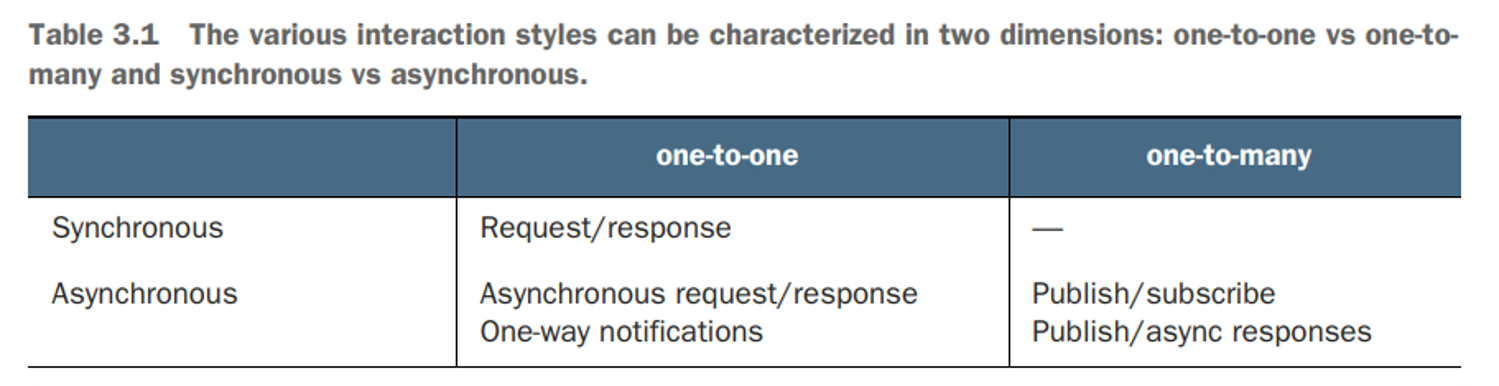 Table 3.1 The various interaction styles can be characterized in two dimensions: one-to-one vs one-to-
many and synchronous vs asynchronous.
one-to-one one-to-many
Synchronous Request/response —
Asynchronous Asynchronous request/response Publish/subscribe
One-way notifications Publish/async responses